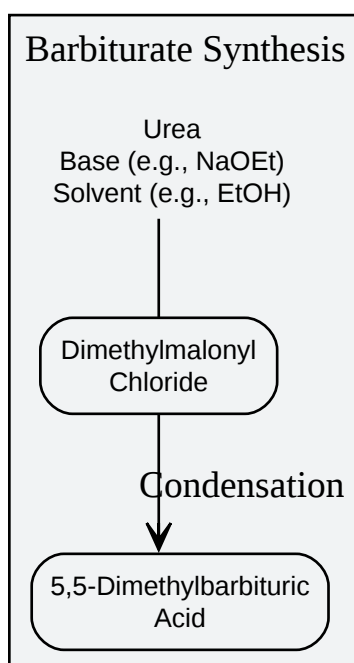 Barbiturate Synthesis
Urea
Base (e.g., NaOEt)
Solvent (e.g., EtOH)
Dimethylmalonyl
Chloride
Condensation
5,5-Dimethylbarbituric
Acid